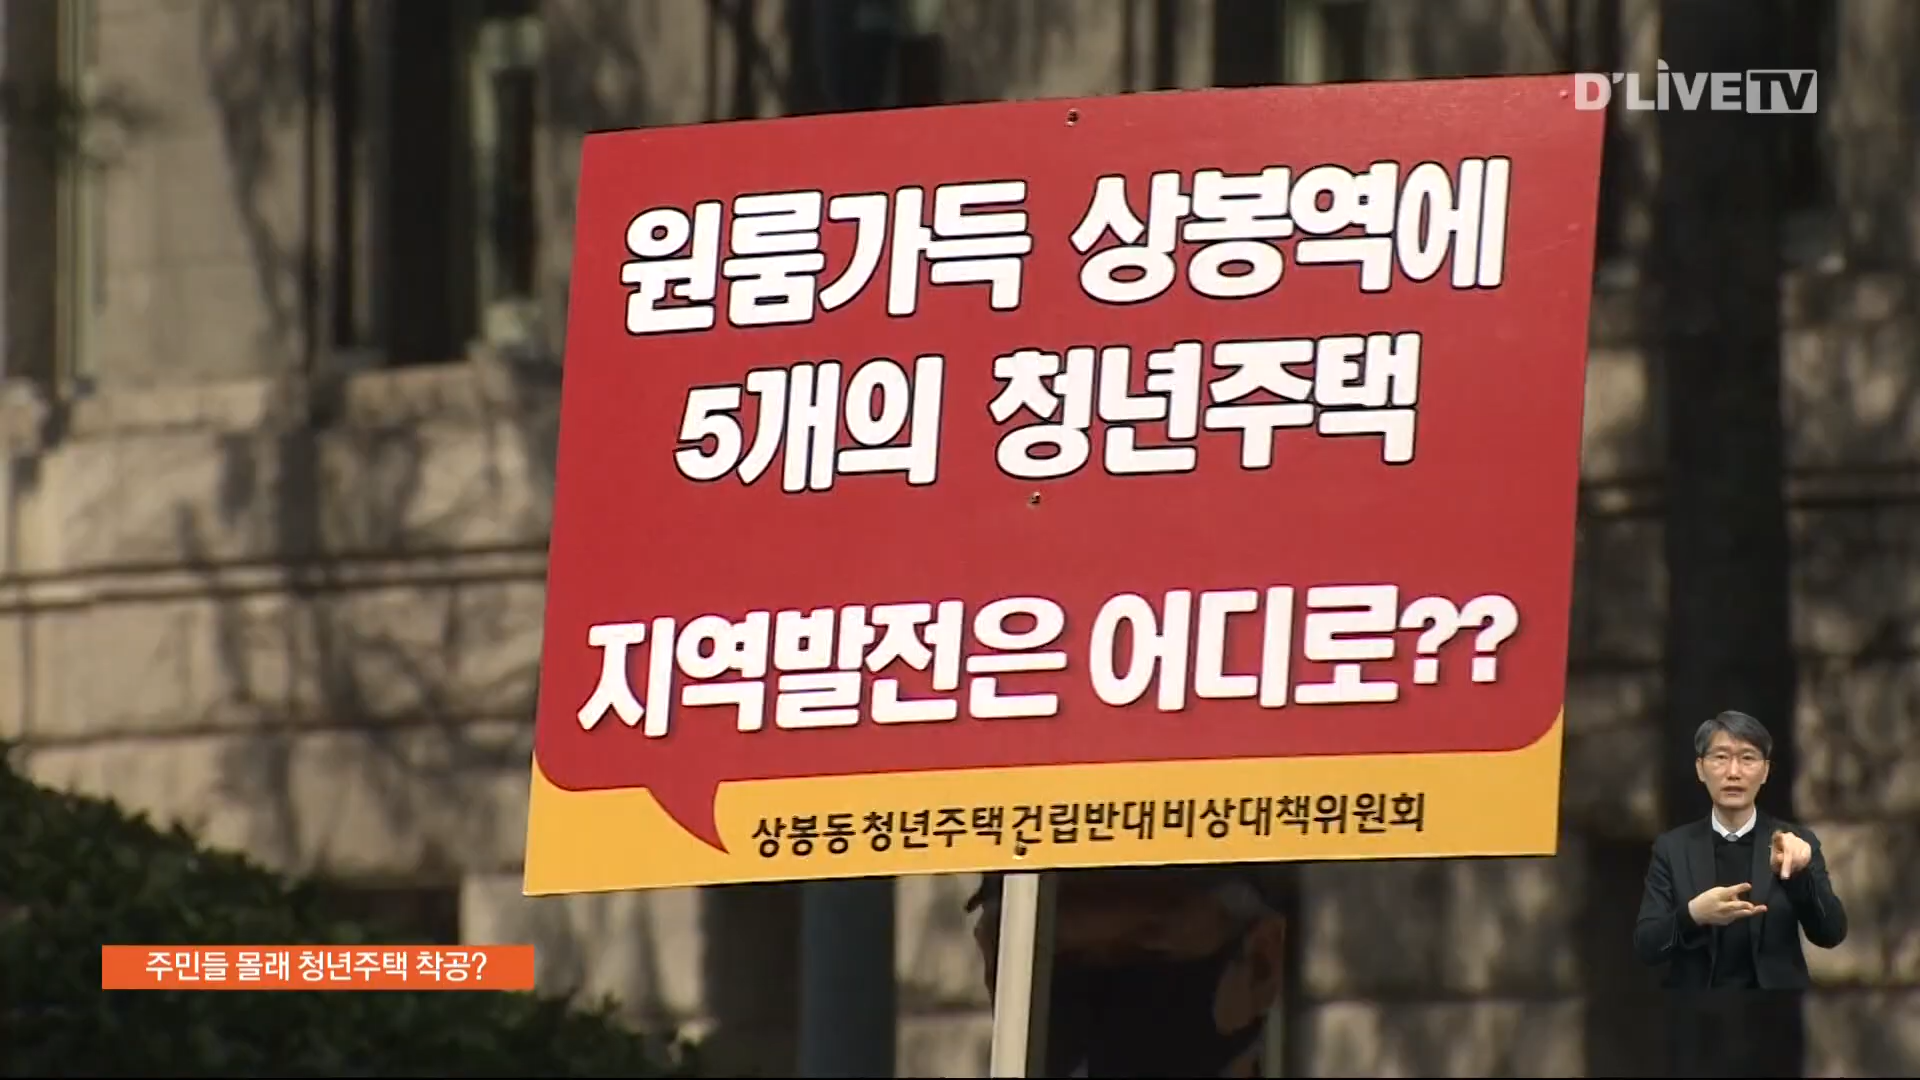 D'LIVE TV
원룸가득 상봉역에
5개의 청년주택
지역발전은 어디로??
상봉동 청년주택 건립반대 비상대책위원회
주민들 몰래 청년주택 착공?